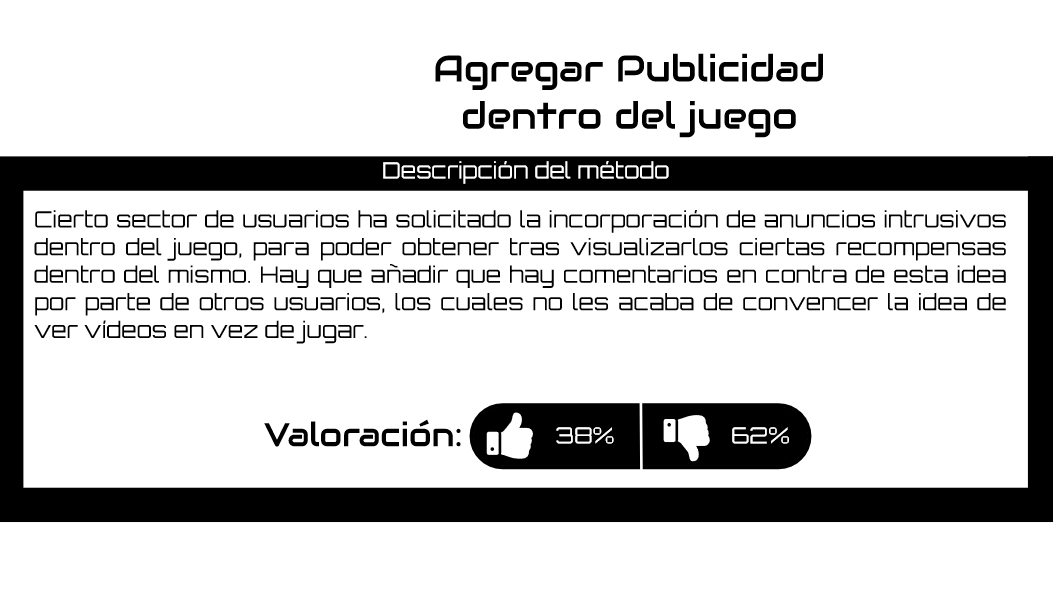 Agregar Publicidad
dentro del juego
Descripción del método
Cierto sector de usuarios ha solicitado la incorporación de anuncios intrusivos
dentro del juego, para poder obtener tras visualizarlos ciertas recompensas
dentro del mismo. Hay que añadir que hay comentarios en contra de esta idea
por parte de otros usuarios, los cuales no les acaba de convencer la idea de
ver vídeos en vez de jugar.
Valoración: 38% 62%